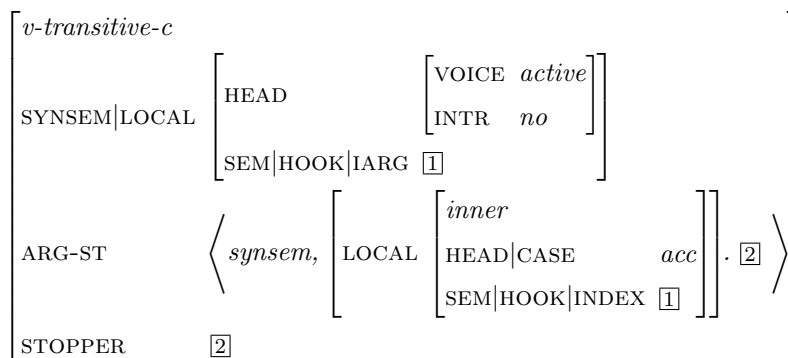 v-transitive-c
SYNSEM|LOCAL
HEAD
VOICE active
INTR no
SEM|HOOK|IARG 1
ARG-ST ⟨ synsem,
LOCAL
inner
HEAD|CASE acc
SEM|HOOK|INDEX 1
. 2 ⟩
STOPPER 2